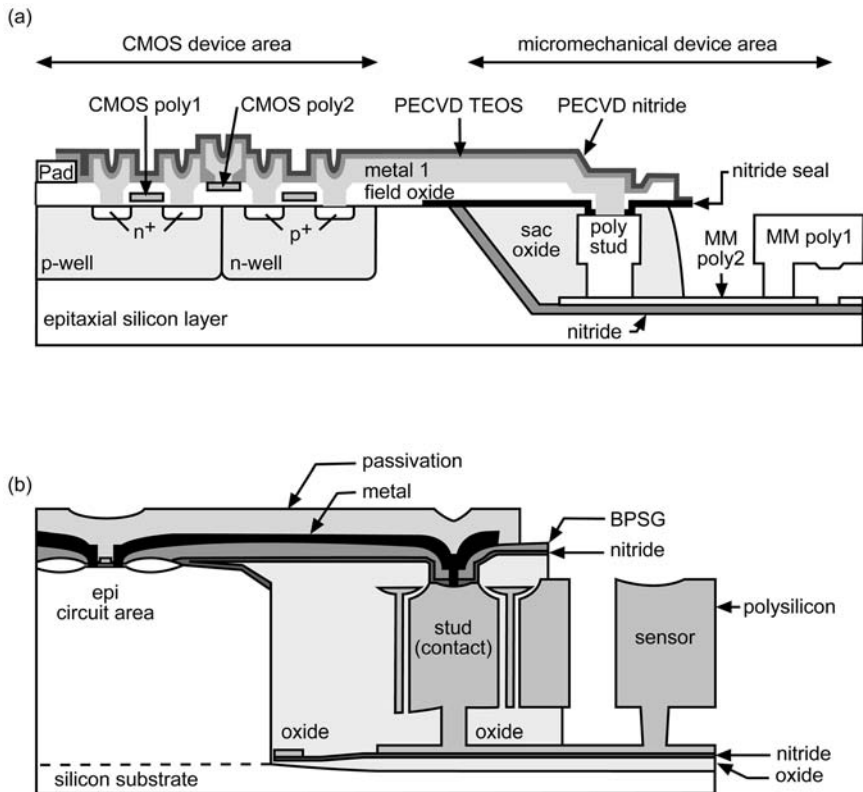 (a)
CMOS device area
micromechanical device area
CMOS poly1
CMOS poly2
PECVD TEOS
PECVD nitride
Pad
metal 1
field oxide
nitride seal
n+
p+
p-well
n-well
sac
oxide
poly
stud
MM
poly2
MM poly1
epitaxial silicon layer
nitride
(b)
passivation
metal
BPSG
nitride
epi
circuit area
stud
(contact)
sensor
polysilicon
oxide
oxide
nitride
oxide
silicon substrate